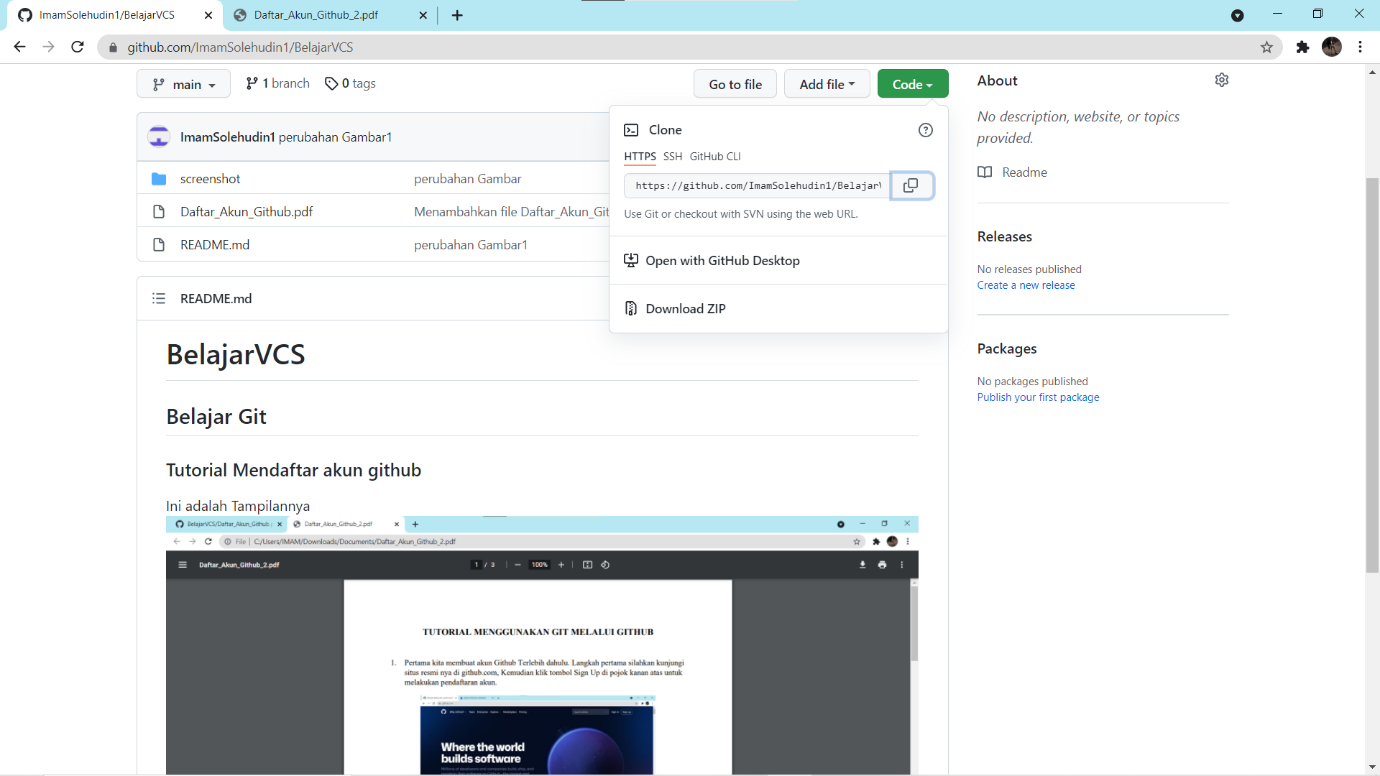 ImamSolehudin1/BelajarVCS
Daftar_Akun_Github_2.pdf
github.com/ImamSolehudin1/BelajarVCS
main
1 branch
0 tags
Go to file
Add file
Code
About
No description, website, or topics
provided.
Readme
Releases
No releases published
Create a new release
Packages
No packages published
Publish your first package
ImamSolehudin1 perubahan Gambar1
screenshot perubahan Gambar
Daftar_Akun_Github.pdf Menambahkan file Daftar_Akun_Git
README.md perubahan Gambar1
Clone
HTTPS SSH GitHub CLI
https://github.com/ImamSolehudin1/Belajar
Use Git or checkout with SVN using the web URL.
Open with GitHub Desktop
Download ZIP
README.md
BelajarVCS
Belajar Git
Tutorial Mendaftar akun github
Ini adalah Tampilannya
BelajarVCS/Daftar_Akun_Github.
Daftar_Akun_Github_2.pdf
File C:/Users/IMAM/Downloads/Documents/Daftar_Akun_Github_2.pdf
Daftar_Akun_Github_2.pdf
1 / 3
100%
TUTORIAL MENGGUNAKAN GIT MELALUI GITHUB
1. Pertama kita membuat akun Github Terlebih dahulu. Langkah pertama silahkan kunjungi
situs resmi nya di github.com, Kemudian klik tombol Sign Up di pojok kanan atas untuk
melakukan pendaftaran akun.
Where the world
builds software